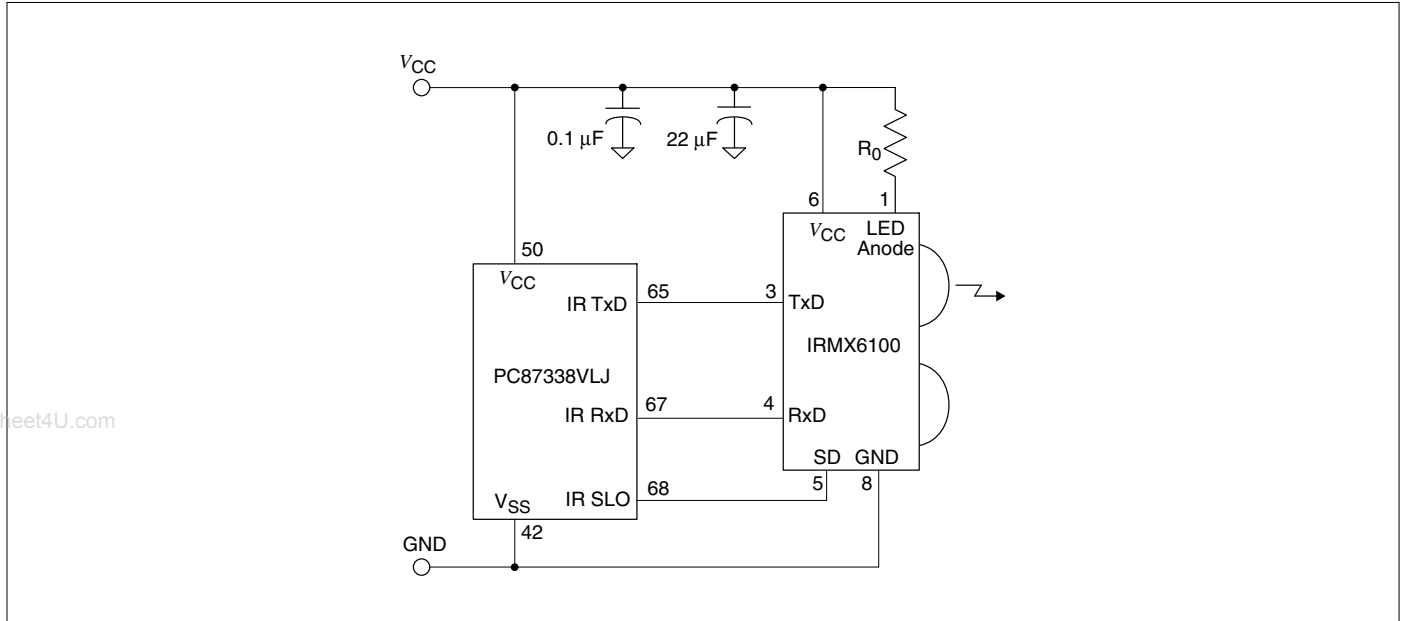 VCC
0.1 μF
22 μF
R0
6
1
VCC
LED
Anode
50
VCC
IR TxD
65
3
TxD
IRMX6100
PC87338VLJ
IR RxD
67
4
RxD
heet4U.com
SD
GND
5
8
IR SLO
68
VSS
42
GND